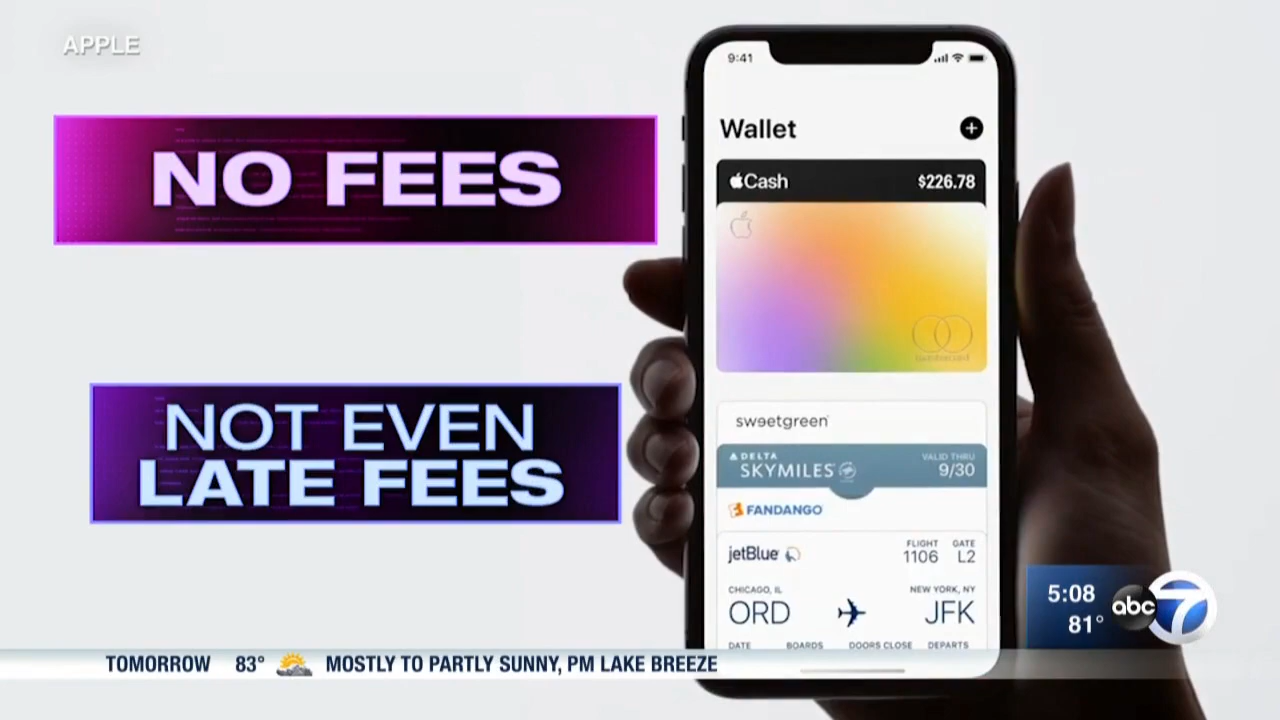 APPLE
NO FEES
NOT EVEN
LATE FEES
9:41
Wallet
Cash $226.78
mastercard
sweetgreen
DELTA VALID THRU
SKYMILES 9/30
FANDANGO
jetBlue FLIGHT GATE
1106 L2
CHICAGO, IL NEW YORK, NY
ORD JFK
DATE BOARDS DOORS CLOSE DEPARTS
5:08
81°
abc 7
TOMORROW 83° MOSTLY TO PARTLY SUNNY, PM LAKE BREEZE